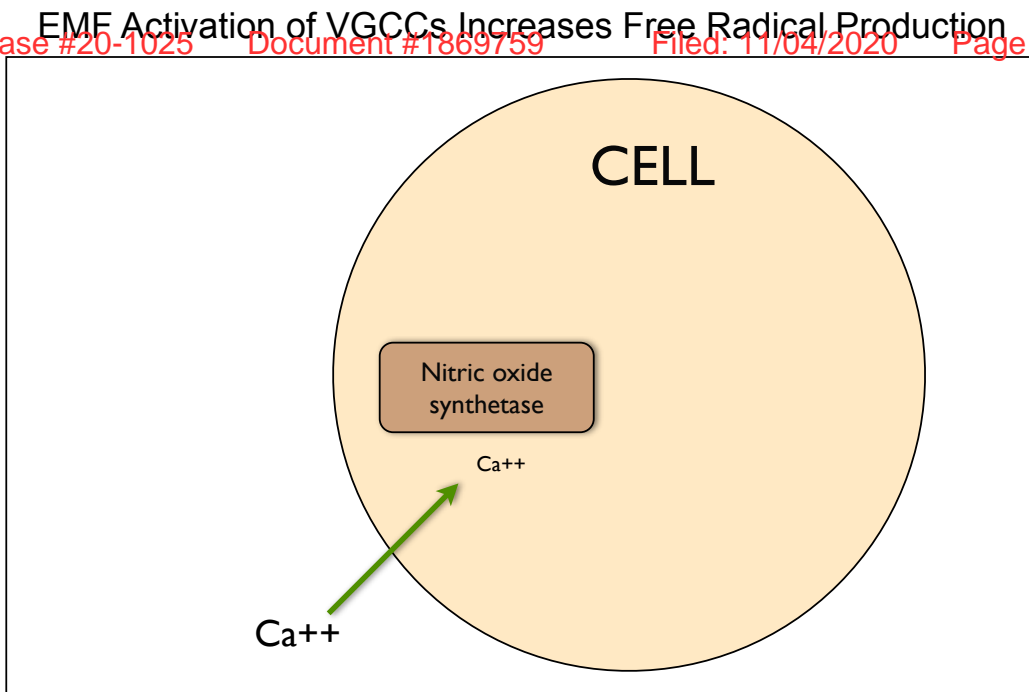 EMF Activation of VGCCs Increases Free Radical Production
ase #20-1025 Document #1869759 Filed: 11/04/2020 Page
CELL
Nitric oxide
synthetase
Ca++
Ca++